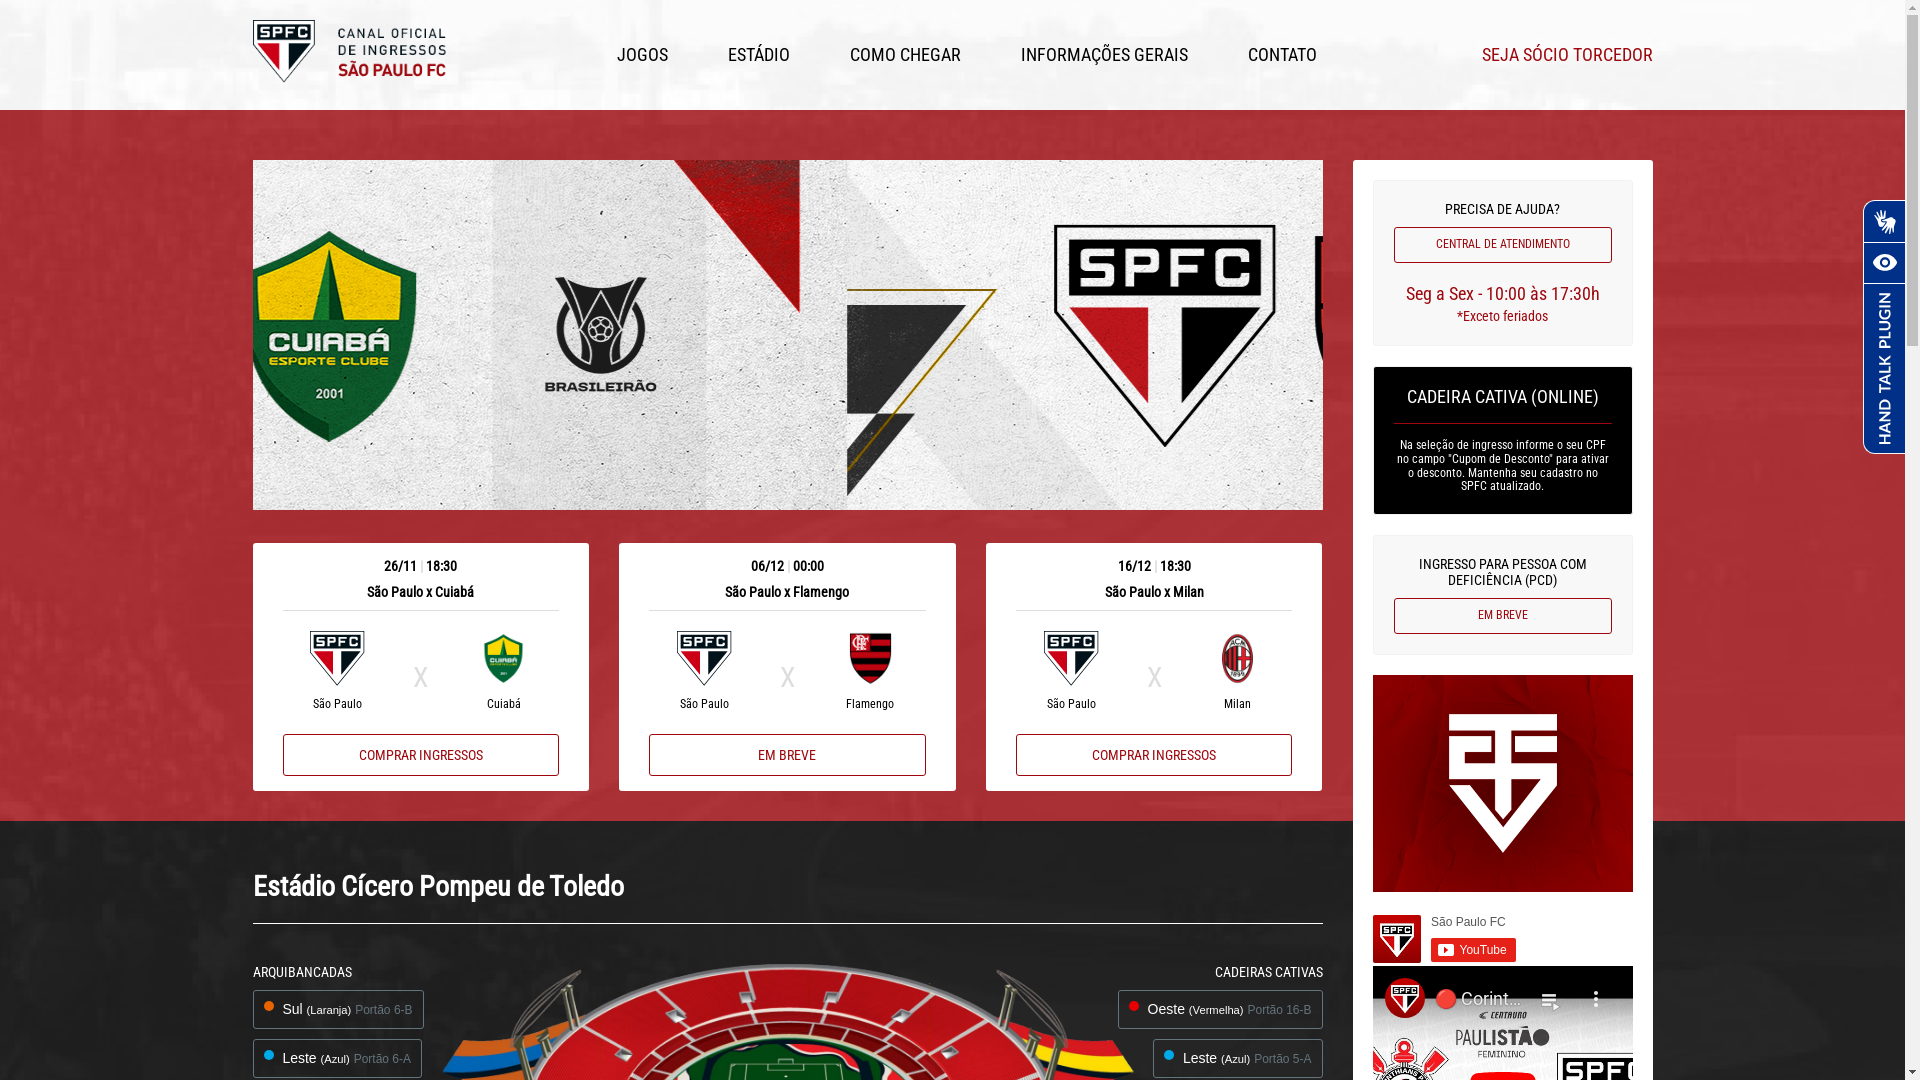 SPFC
CANAL OFICIAL
DE INGRESSOS
SÃO PAULO FC
JOGOS
ESTÁDIO
COMO CHEGAR
INFORMAÇÕES GERAIS
CONTATO
SEJA SÓCIO TORCEDOR
CUIABÁ
ESPORTE CLUBE
2001
BRASILEIRÃO
SPFC
PRECISA DE AJUDA?
CENTRAL DE ATENDIMENTO
Seg a Sex - 10:00 às 17:30h
*Exceto feriados
HAND TALK PLUGIN
CADEIRA CATIVA (ONLINE)
Na seleção de ingresso informe o seu CPF
no campo "Cupom de Desconto" para ativar
o desconto. Mantenha seu cadastro no
SPFC atualizado.
INGRESSO PARA PESSOA COM
DEFICIÊNCIA (PCD)
EM BREVE
26/11 | 18:30
São Paulo x Cuiabá
SPFC
X
CUIABÁ
São Paulo
Cuiabá
COMPRAR INGRESSOS
06/12 | 00:00
São Paulo x Flamengo
SPFC
X
São Paulo
Flamengo
EM BREVE
16/12 | 18:30
São Paulo x Milan
SPFC
X
ACM
1899
São Paulo
Milan
COMPRAR INGRESSOS
Estádio Cícero Pompeu de Toledo
ARQUIBANCADAS
Sul (Laranja) Portão 6-B
Leste (Azul) Portão 6-A
CADEIRAS CATIVAS
Oeste (Vermelha) Portão 16-B
Leste (Azul) Portão 5-A
SPFC
São Paulo FC
YouTube
SPFC
Corint...
CENTAURO
PAULISTÃO
FEMININO
SPFC